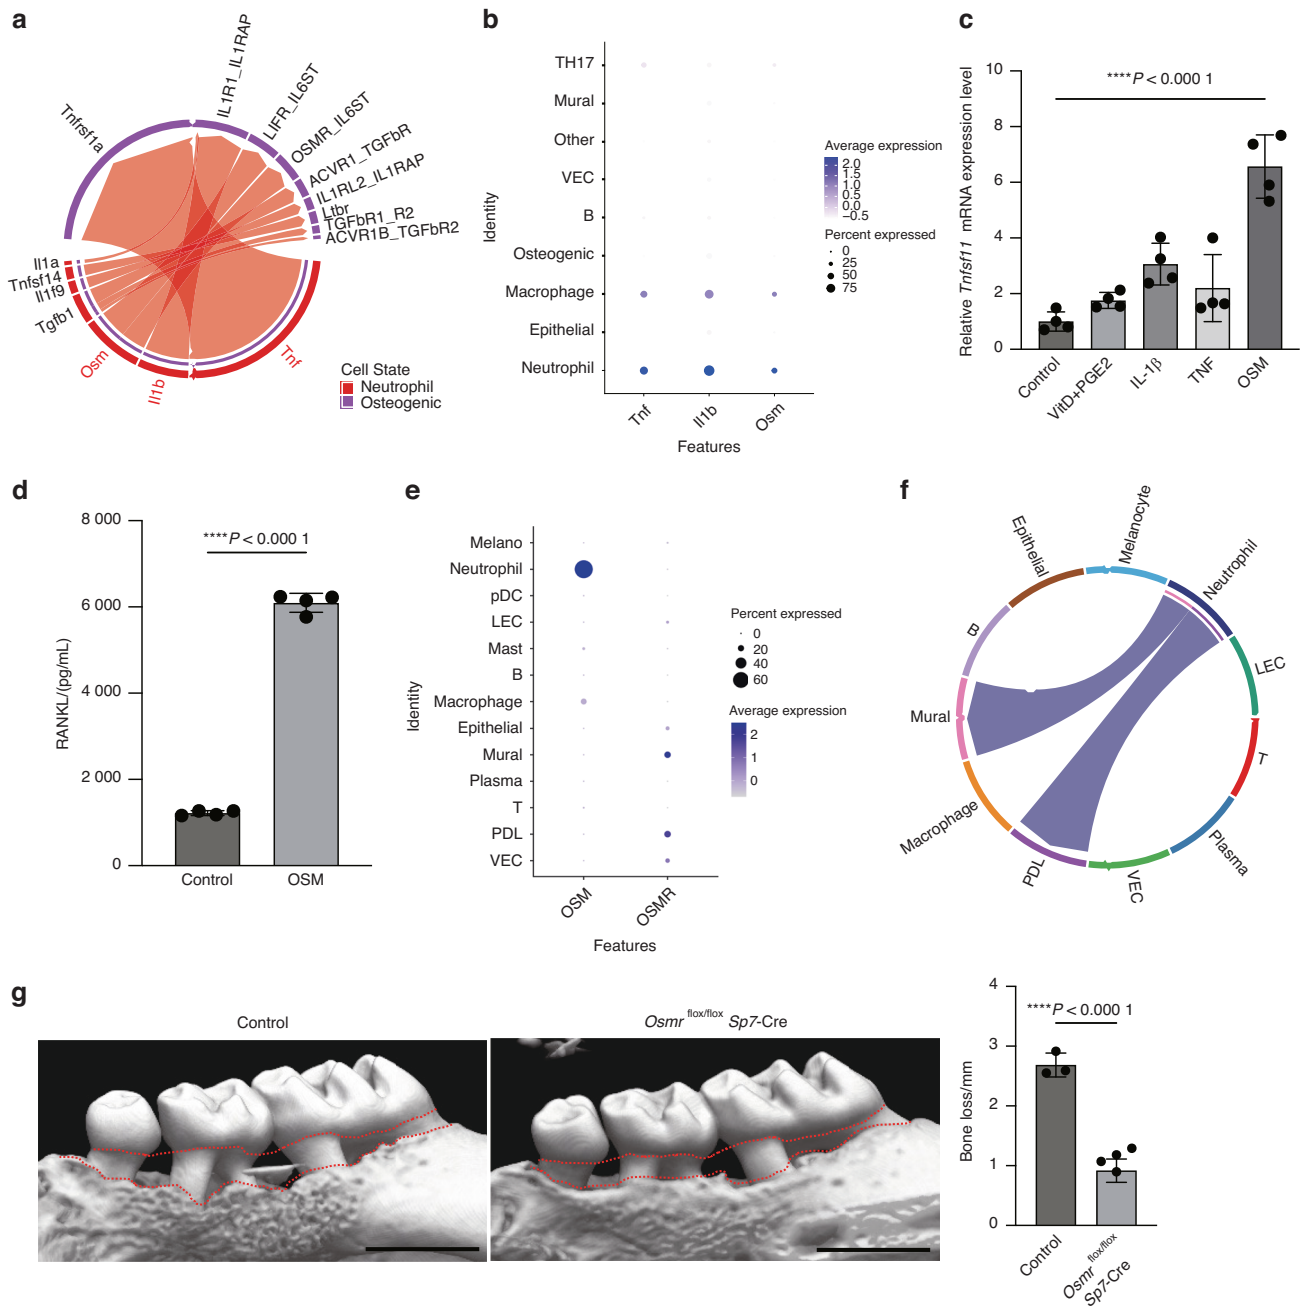 a
Tnfrsf1a
IL1R1_IL1RAP
LIFR_IL6ST
OSMR_IL6ST
ACVR1_TGFbR
IL1RL2_IL1RAP
Ltbr
TGFbR1_R2
ACVR1B_TGFbR2
Il1a
Tnfsf14
Il1f9
Tgfb1
Osm
Il1b
Tnf
Cell State
Neutrophil
Osteogenic
b
Identity
TH17
Mural
Other
VEC
B
Osteogenic
Macrophage
Epithelial
Neutrophil
Tnf
Il1b
Osm
Features
Average expression
2.0
1.5
1.0
0.5
0.0
−0.5
Percent expressed
0
25
50
75
c
Relative Tnfsf11 mRNA expression level
10
8
6
4
2
0
****P < 0.000 1
Control
VitD+PGE2
IL-1β
TNF
OSM
d
RANKL/(pg/mL)
8 000
6 000
4 000
2 000
0
****P < 0.000 1
Control
OSM
e
Identity
Melano
Neutrophil
pDC
LEC
Mast
B
Macrophage
Epithelial
Mural
Plasma
T
PDL
VEC
OSM
OSMR
Features
Percent expressed
0
20
40
60
Average expression
2
1
0
f
Epithelial
Melanocyte
Neutrophil
LEC
T
Plasma
VEC
PDL
Macrophage
Mural
B
g
Control
Osmr flox/flox Sp7-Cre
Bone loss/mm
4
3
2
1
0
****P < 0.000 1
Control
Osmr flox/flox
Sp7-Cre